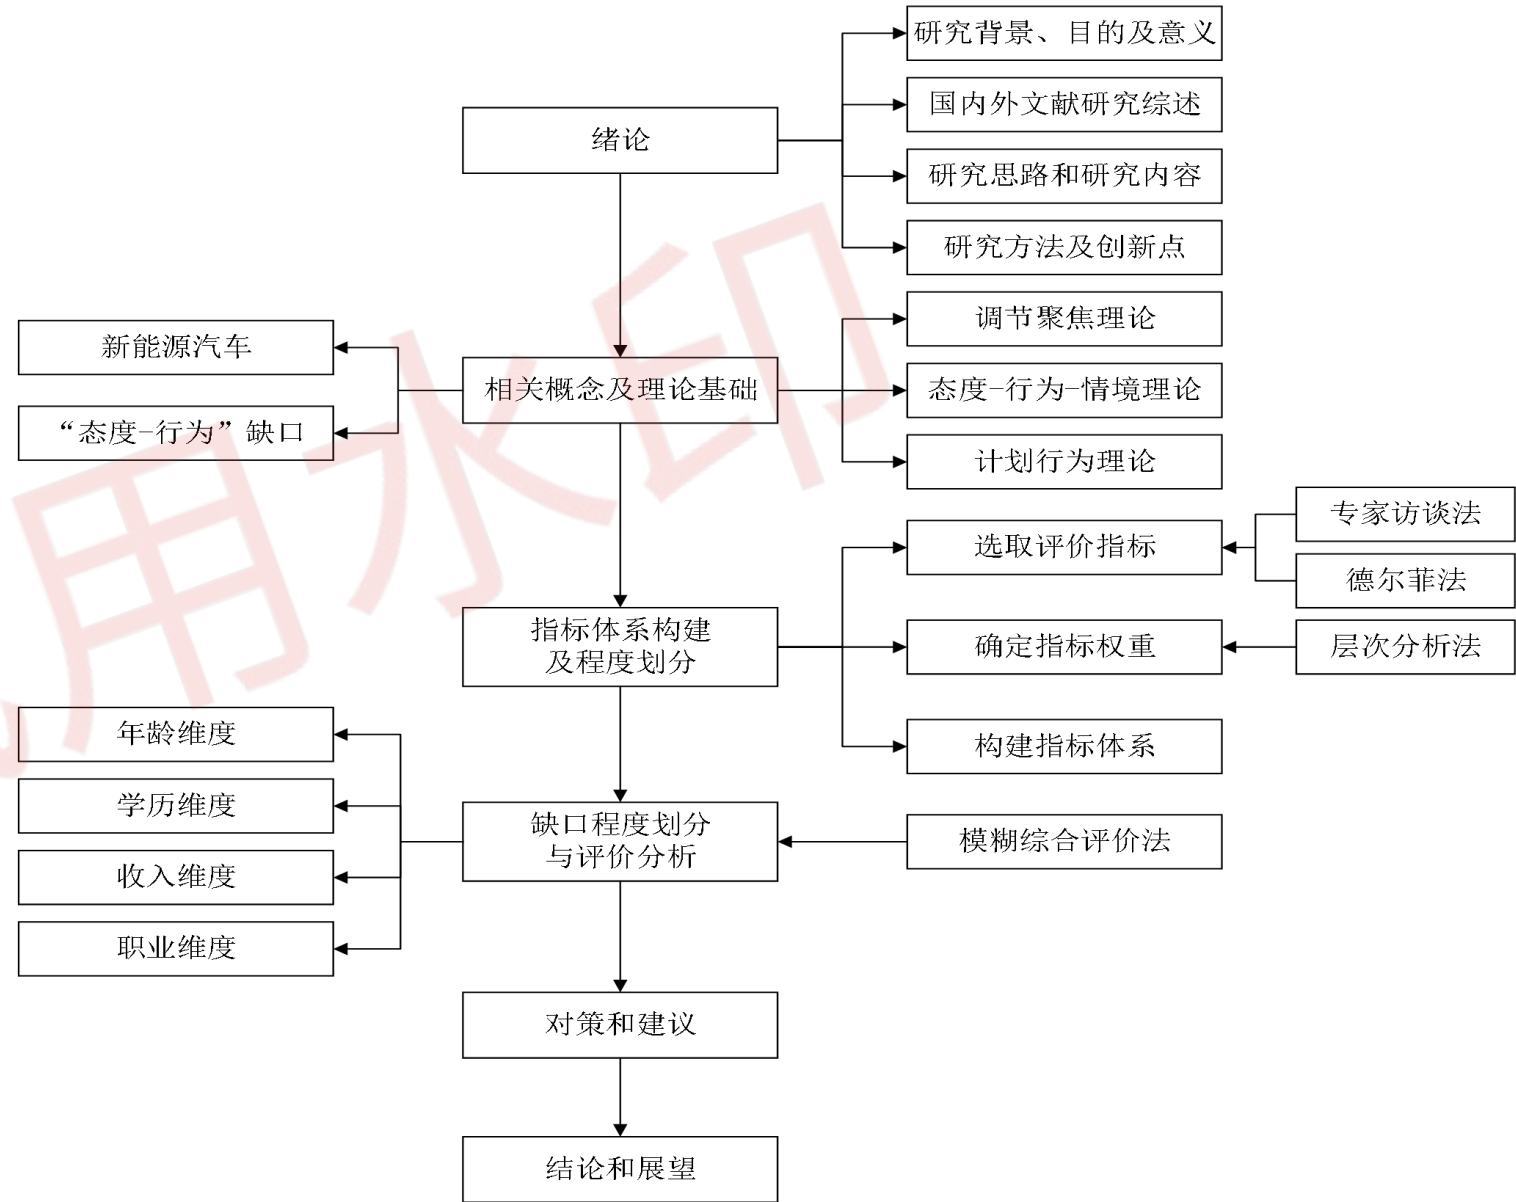 研究背景、目的及意义
国内外文献研究综述
绪论
研究思路和研究内容
研究方法及创新点
调节聚焦理论
新能源汽车
相关概念及理论基础
态度-行为-情境理论
“态度-行为”缺口
计划行为理论
专家访谈法
选取评价指标
德尔菲法
指标体系构建
及程度划分
确定指标权重
层次分析法
年龄维度
构建指标体系
学历维度
缺口程度划分
与评价分析
模糊综合评价法
收入维度
职业维度
对策和建议
结论和展望
用水印